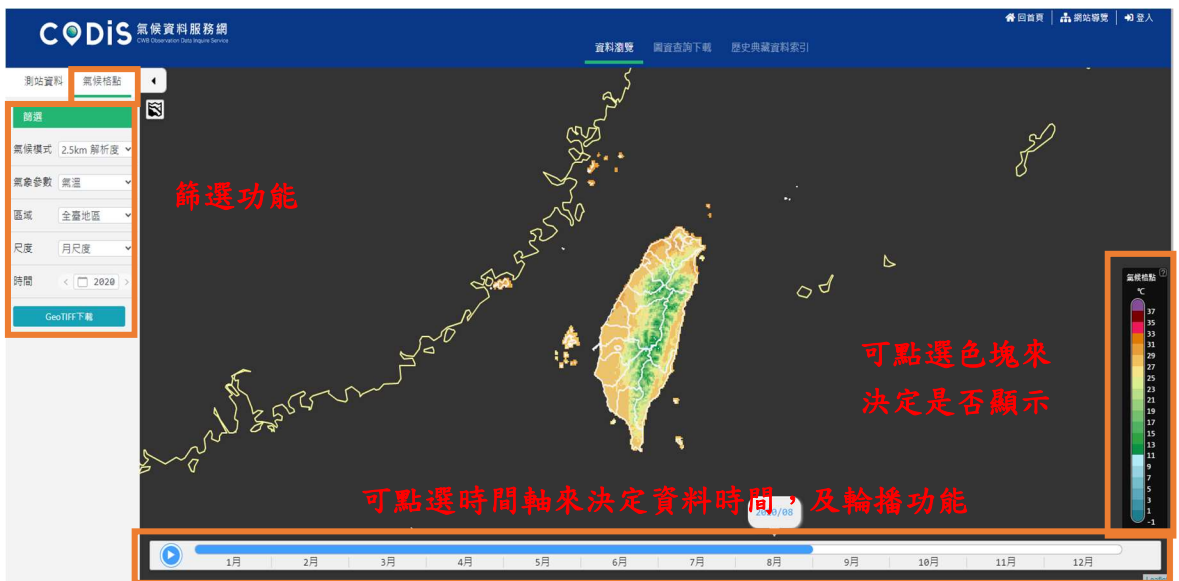 回首頁 網站導覽 登入
CODiS 氣候資料服務網
CWB Observation Data Inquire Service
資料瀏覽 圖資查詢下載 歷史典藏資料索引
測站資料 氣候格點
篩選
氣候模式 2.5km 解析度
氣象參數 氣溫
區域 全臺地區
尺度 月尺度
時間 < 2020 >
GeoTIFF下載
篩選功能
氣候格點 ?
℃
37
35
33
31
29
27
25
23
21
19
17
15
13
11
9
7
5
3
1
-1
可點選色塊來
決定是否顯示
可點選時間軸來決定資料時間，及輪播功能
2020/08
1月 2月 3月 4月 5月 6月 7月 8月 9月 10月 11月 12月